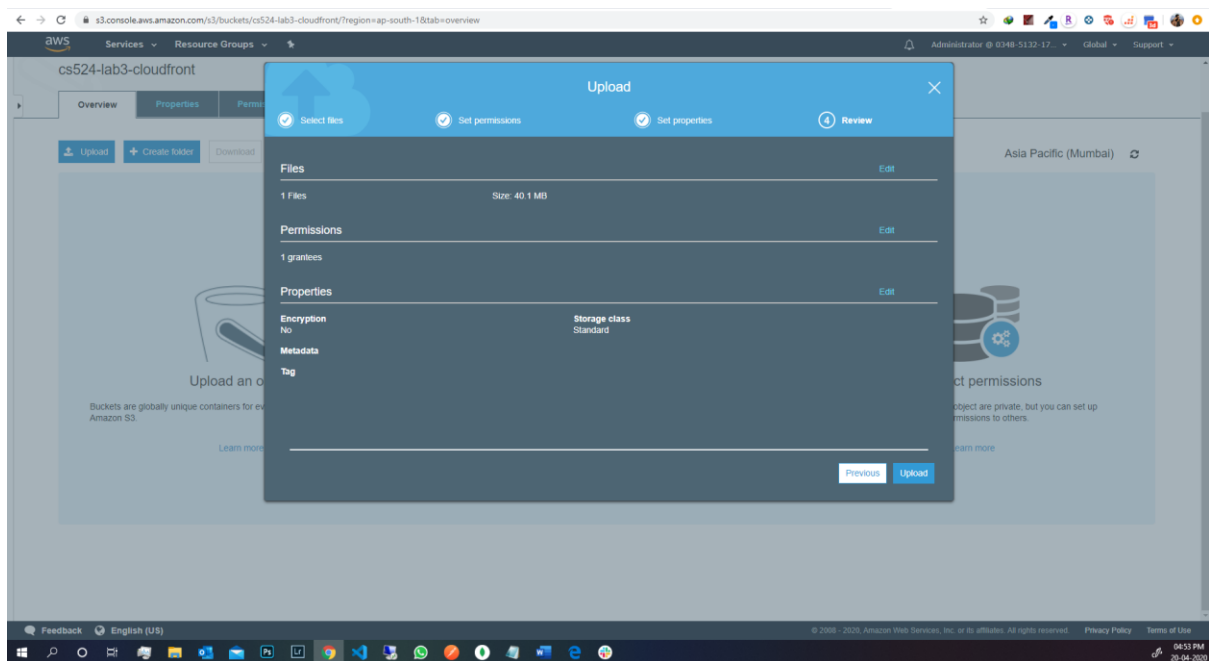 s3.console.aws.amazon.com/s3/buckets/cs524-lab3-cloudfront/?region=ap-south-1&tab=overview
aws Services Resource Groups Administrator @ 0348-5132-17... Global Support
cs524-lab3-cloudfront
Upload
Overview Properties Permis
Select files Set permissions Set properties 4 Review
Upload Create folder Download Asia Pacific (Mumbai)
Files Edit
1 Files Size: 40.1 MB
Permissions Edit
1 grantees
Properties Edit
Encryption Storage class
No Standard
Metadata
Tag
Upload an o ct permissions
Buckets are globally unique containers for ev object are private, but you can set up
Amazon S3. rmissions to others.
Learn more earn more
Previous Upload
Feedback English (US) © 2008 - 2020, Amazon Web Services, Inc. or its affiliates. All rights reserved. Privacy Policy Terms of Use
Ps Lr 04:53 PM
20-04-2020